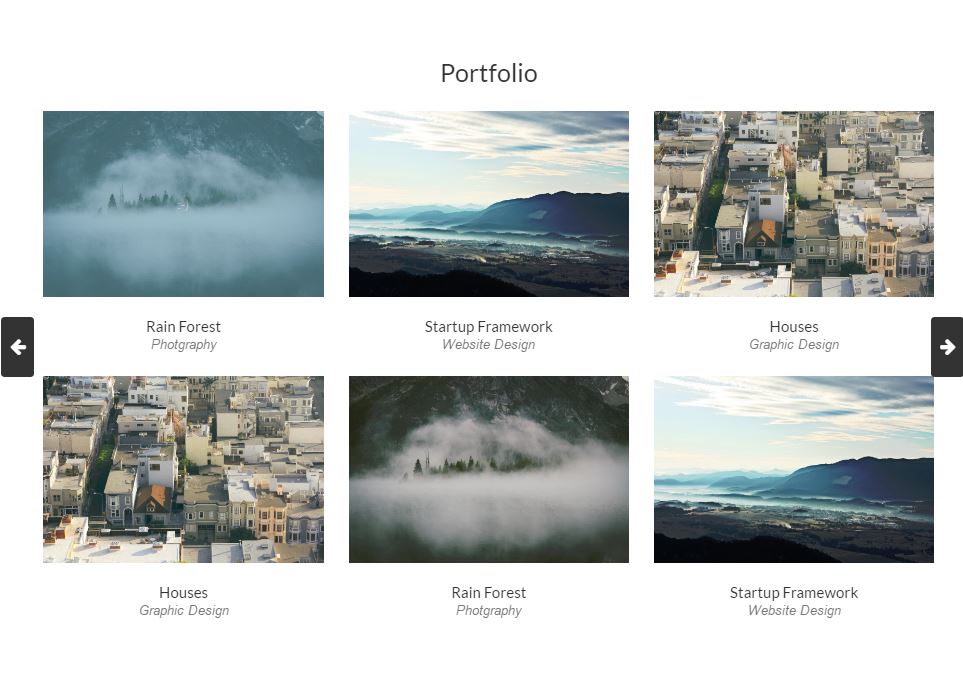 Portfolio
Rain Forest
Photgraphy
Startup Framework
Website Design
Houses
Graphic Design
Houses
Graphic Design
Rain Forest
Photgraphy
Startup Framework
Website Design